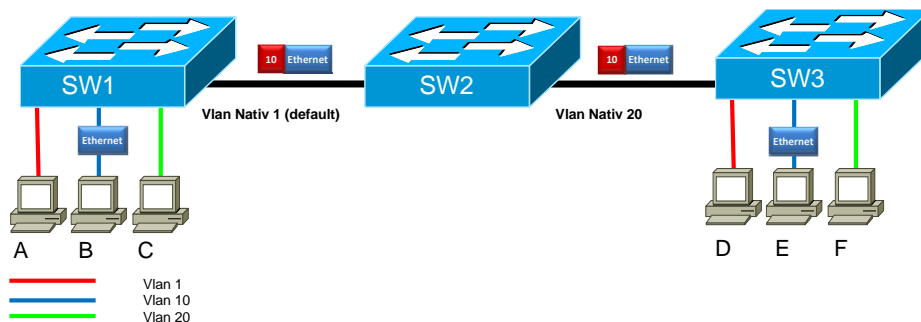 10 Ethernet
10 Ethernet
SW1
SW2
SW3
Vlan Nativ 1 (default)
Vlan Nativ 20
Ethernet
Ethernet
A
B
C
D
E
F
Vlan 1
Vlan 10
Vlan 20